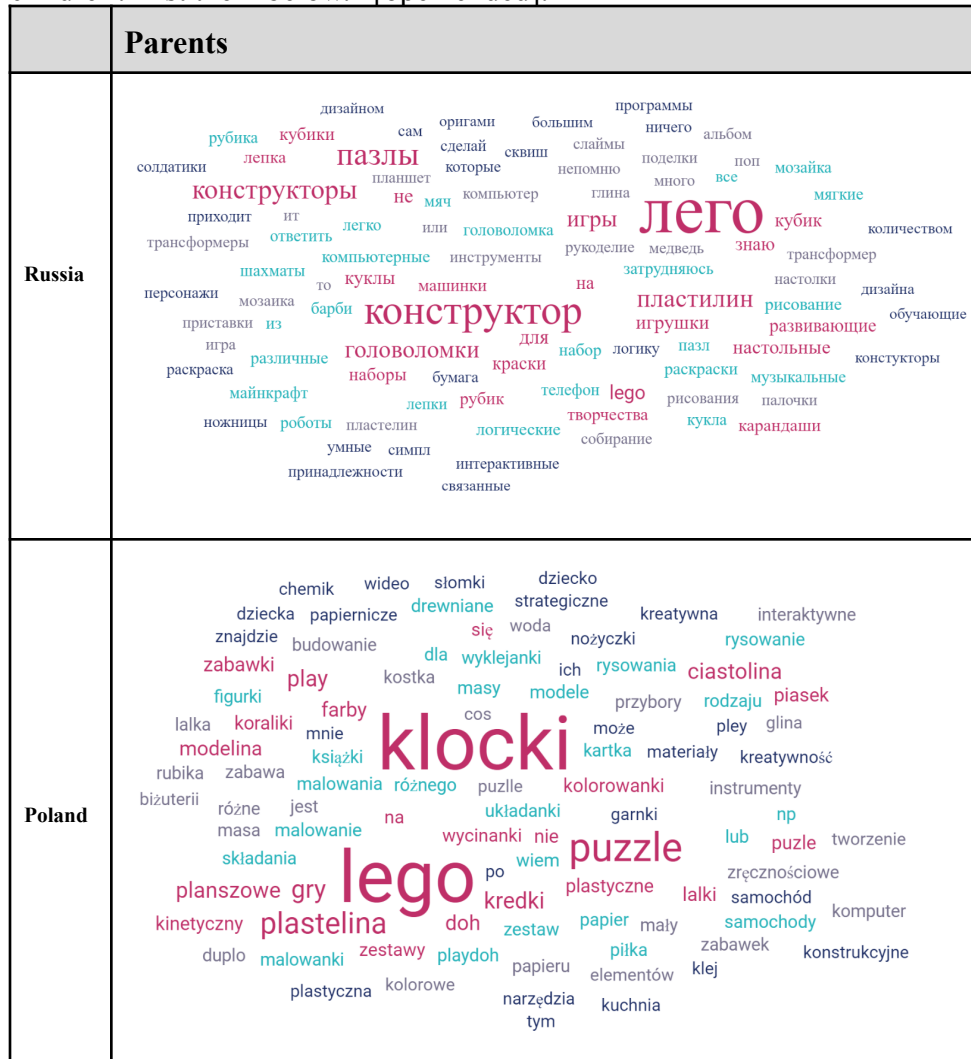 Parents
Russia
дизайном программы
оригами большим ничего
рубика кубики сам слаймы альбом
сделай сквиш
солдатики лепка пазлы которые непомню поделки поп мозайка
планшет много все
конструкторы не мяч компьютер глина лего мягкие
приходит ит игры кубик
легко или головоломка количеством
трансформеры ответить рукоделие медведь знаю трансформер
компьютерные инструменты
шахматы затрудняюсь
то куклы машинки на настолки
персонажи мозаика барби пластилин дизайна
конструктор рисование
приставки из игрушки развивающие обучающие
игра для
различные головоломки набор логику пазл настольные
раскраска наборы краски констукторы
бумага раскраски музыкальные
майнкрафт телефон lego
лепки рубик рисования палочки
ножницы роботы пластелин творчества кукла карандаши
логические
умные симпл собирание
принадлежности интерактивные
связанные
Poland
chemik wideo słomki dziecko
drewniane strategiczne
dziecka papiernicze kreatywna interaktywne
znajdzie się woda nożyczki
budowanie rysowanie
dla wyklejanki ich rysowania
zabawki play kostka ciastolina
figurki masy modele przybory rodzaju piasek
farby cos
lalka koraliki mnie klocki może pley glina
modelina książki kartka materiały kreatywność
rubika zabawa
malowania różnego puzlle kolorowanki instrumenty
biżuterii różne jest
układanki garnki np
masa malowanie na wycinanki nie puzzle lub puzle tworzenie
składania wiem
lego po zręcznościowe
planszowe gry kredki plastyczne lalki samochód
kinetyczny plastelina doh zestaw papier mały samochody komputer
zestawy piłka zabawek
duplo malowanki playdoh konstrukcyjne
papieru elementów klej
plastyczna kolorowe narzędzia kuchnia
tym